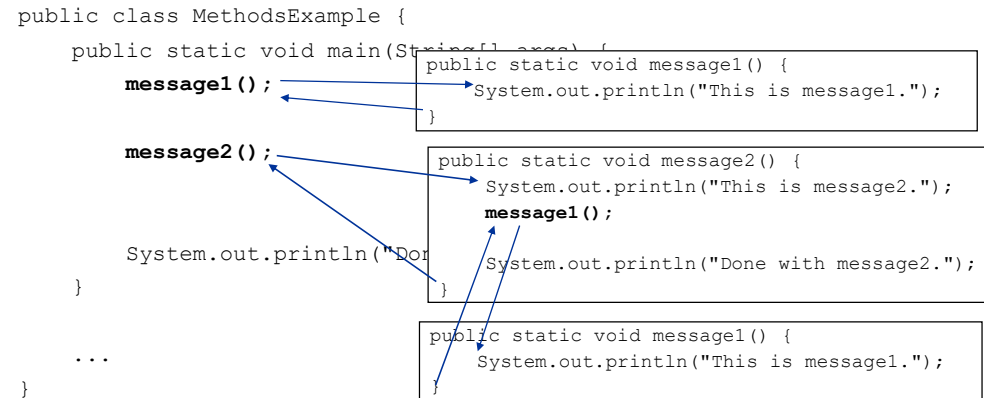 public class MethodsExample {
public static void main(String[] args) {
message1();
message2();
System.out.println("Don
}
...
}
public static void message1() {
System.out.println("This is message1.");
}
public static void message2() {
System.out.println("This is message2.");
message1();
System.out.println("Done with message2.");
}
public static void message1() {
System.out.println("This is message1.");
}